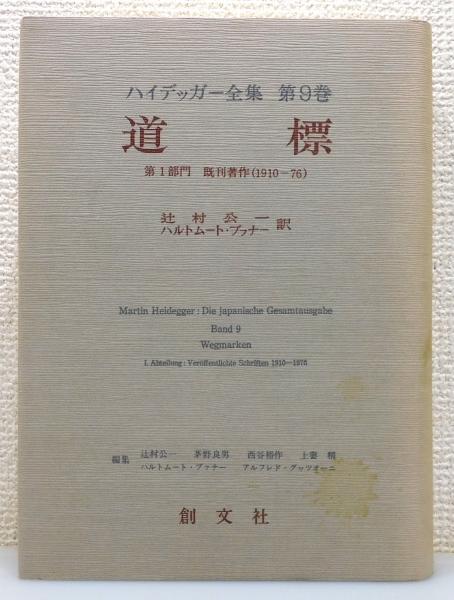 ハイデッガー全集 第9巻
道標
第Ⅰ部門 既刊著作(1910−76)
辻村公一
ハルトムート・ブァナー 訳
Martin Heidegger: Die japanische Gesamtausgabe
Band 9
Wegmarken
I. Abteilung: Veröffentlichte Schriften 1910—1976
編集 辻村公一 茅野良男 西谷裕作 上妻精
ハルトムート・ブァナー アルフレド・グッツオーニ
創文社